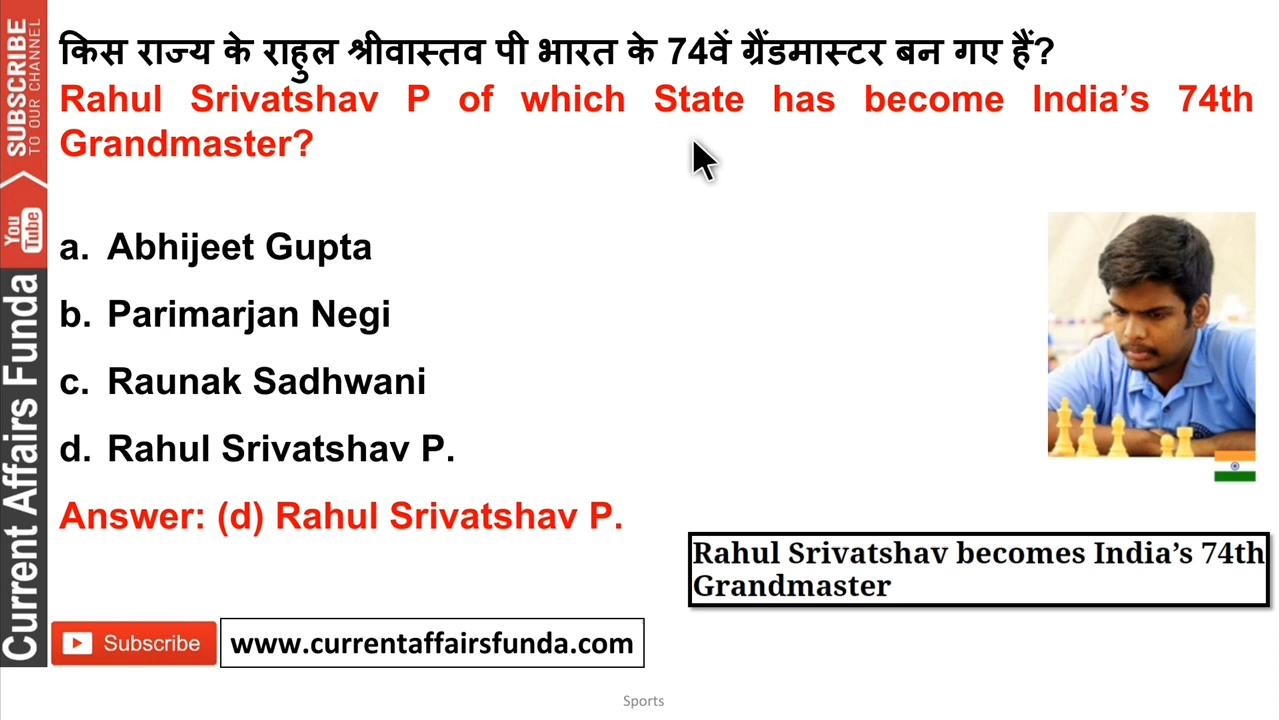 किस राज्य के राहुल श्रीवास्तव पी भारत के 74वें ग्रैंडमास्टर बन गए हैं?
Rahul Srivatshav P of which State has become India’s 74th
Grandmaster?
a. Abhijeet Gupta
b. Parimarjan Negi
c. Raunak Sadhwani
d. Rahul Srivatshav P.
Answer: (d) Rahul Srivatshav P.
Rahul Srivatshav becomes India’s 74th
Grandmaster
Subscribe
www.currentaffairsfunda.com
Sports
SUBSCRIBE
TO OUR CHANNEL
You
Tube
Current Affairs Funda